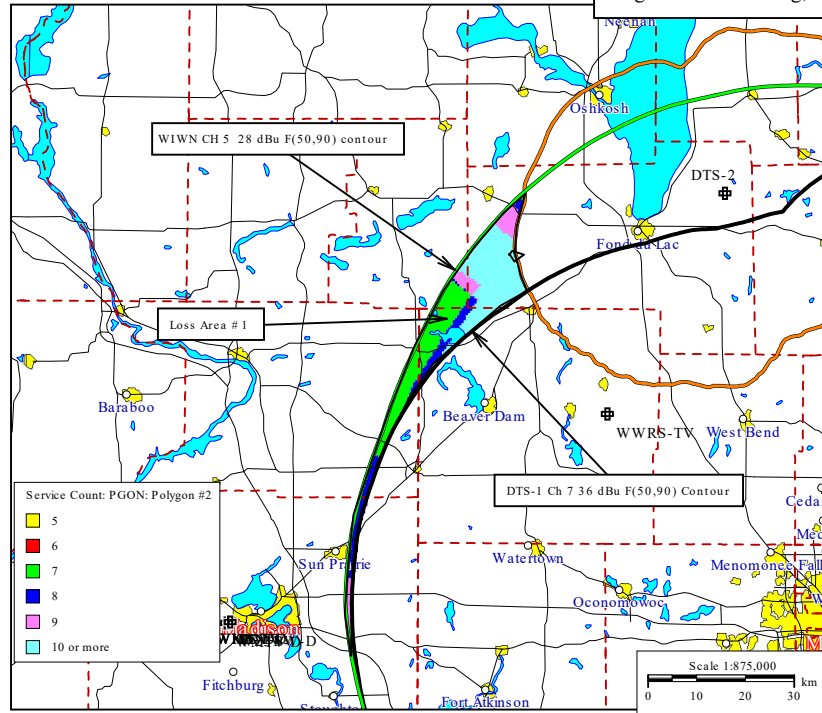 Neenah
Oshkosh
WIWN CH 5 28 dBu F(50,90) contour
DTS-2
Fond du Lac
Loss Area # 1
Baraboo
Beaver Dam
WWRS-TV
West Bend
DTS-1 Ch 7 36 dBu F(50,90) Contour
Service Count: PGON: Polygon #2
5
6
7
8
9
10 or more
Sun Prairie
Watertown
Menomonee Fall
Oconomowoc
Madison
Fitchburg
Fort Atkinson
Scale 1:875,000
0 10 20 30 km